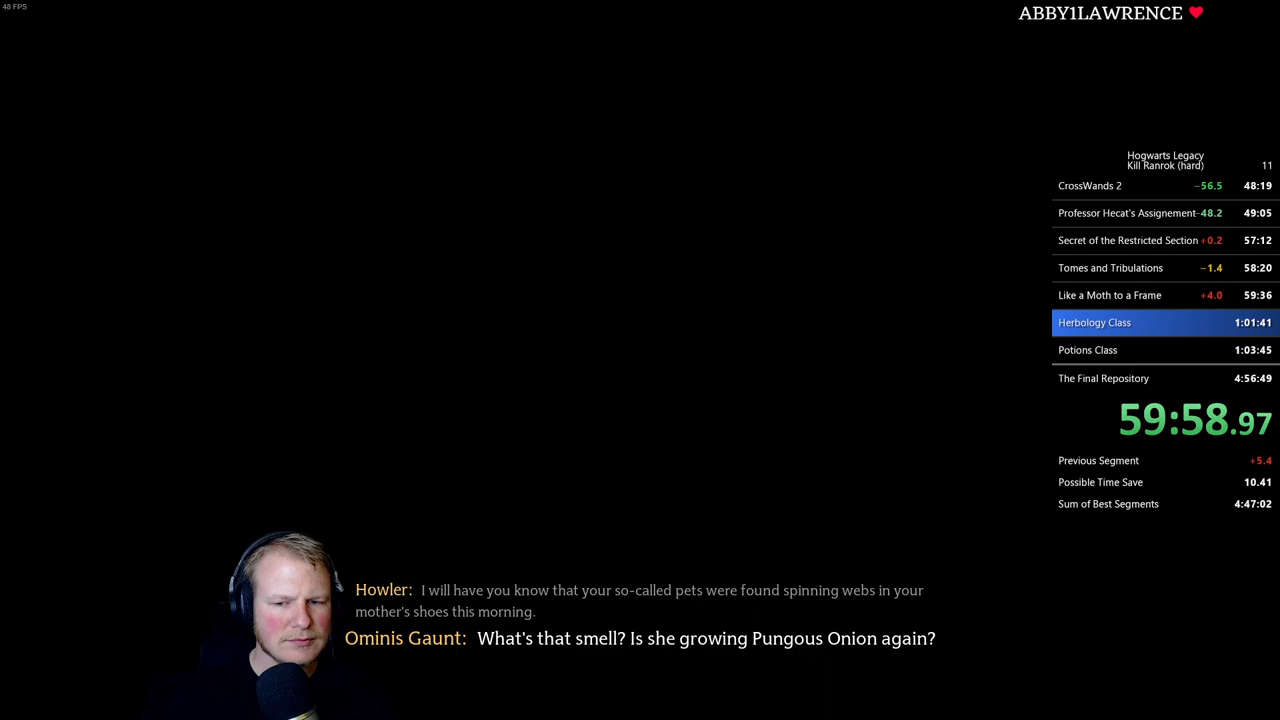 48 FPS
ABBY1LAWRENCE ❤
Hogwarts Legacy
Kill Ranrok (hard) 11
CrossWands 2 −56.5 48:19
Professor Hecat's Assignement −48.2 49:05
Secret of the Restricted Section +0.2 57:12
Tomes and Tribulations −1.4 58:20
Like a Moth to a Frame +4.0 59:36
Herbology Class 1:01:41
Potions Class 1:03:45
The Final Repository 4:56:49
59:58.97
Previous Segment +5.4
Possible Time Save 10.41
Sum of Best Segments 4:47:02
Howler: I will have you know that your so-called pets were found spinning webs in your
mother's shoes this morning.
Ominis Gaunt: What's that smell? Is she growing Pungous Onion again?